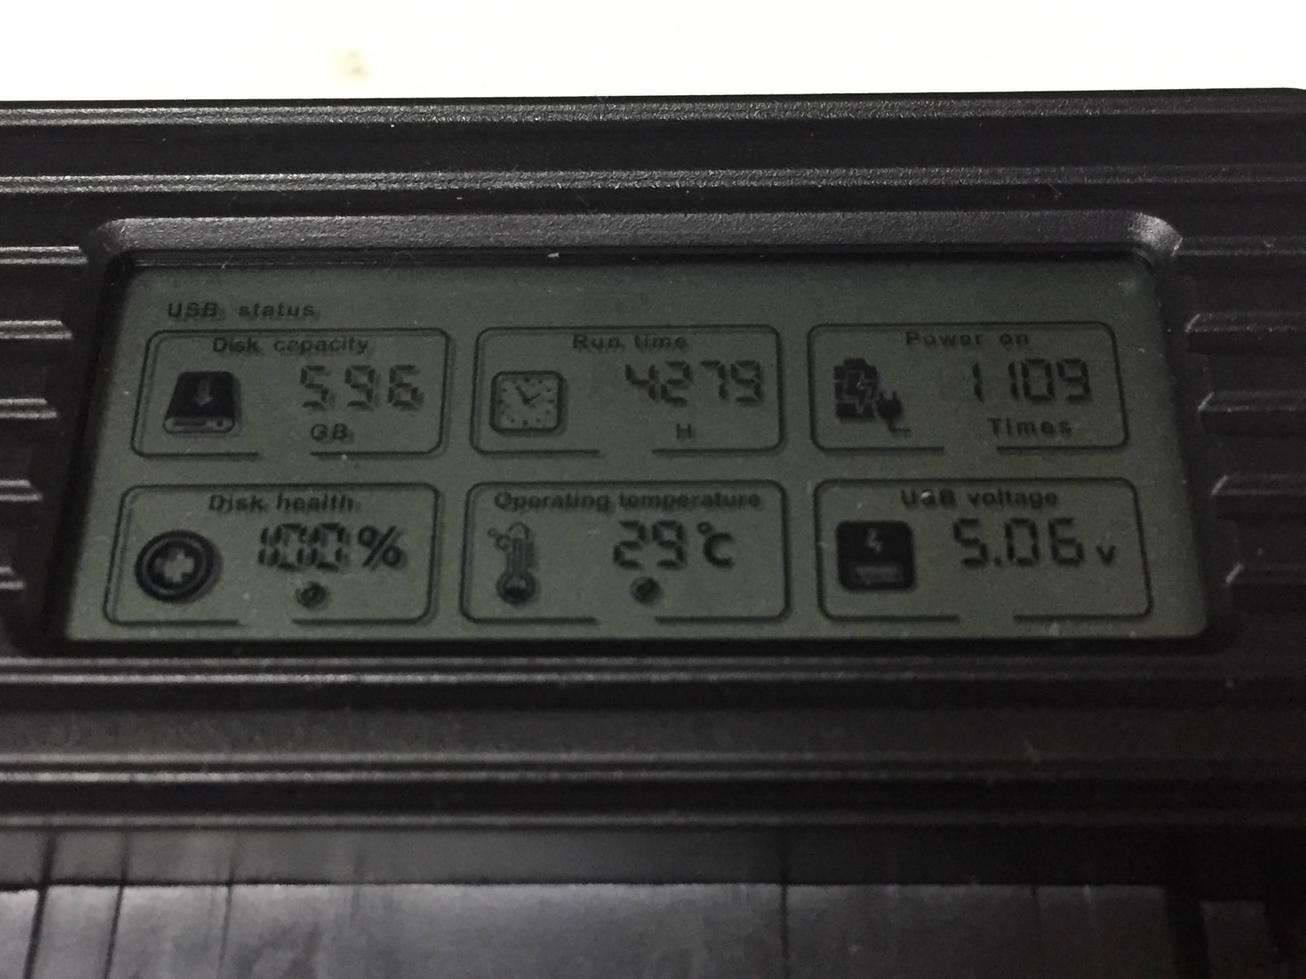 USB status
Disk capacity
596
GB
Run time
4279
H
Power on
1109
Times
Disk health
100%
Operating temperature
29℃
USB voltage
5.06v